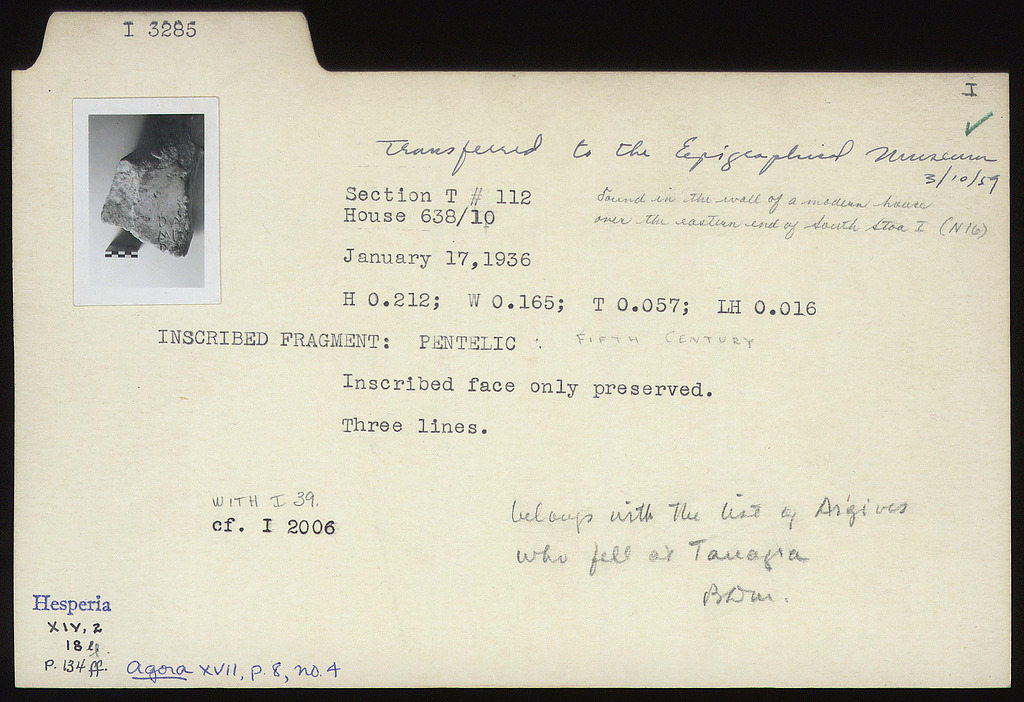 I 3285
I
Transferred to the Epigraphical Museum
3/10/59
Section T # 112
House 638/10
Found in the wall of a modern house
over the eastern end of South Stoa I (N 16)
January 17,1936
H 0.212; W 0.165; T 0.057; LH 0.016
INSCRIBED FRAGMENT: PENTELIC : FIFTH CENTURY
Inscribed face only preserved.
Three lines.
WITH I 39.
cf. I 2006
belongs with the list of Argives
who fell at Tanagra
BDM.
Hesperia
XIV, 2
18
P. 134 ff.
Agora XVII, p. 8, no. 4